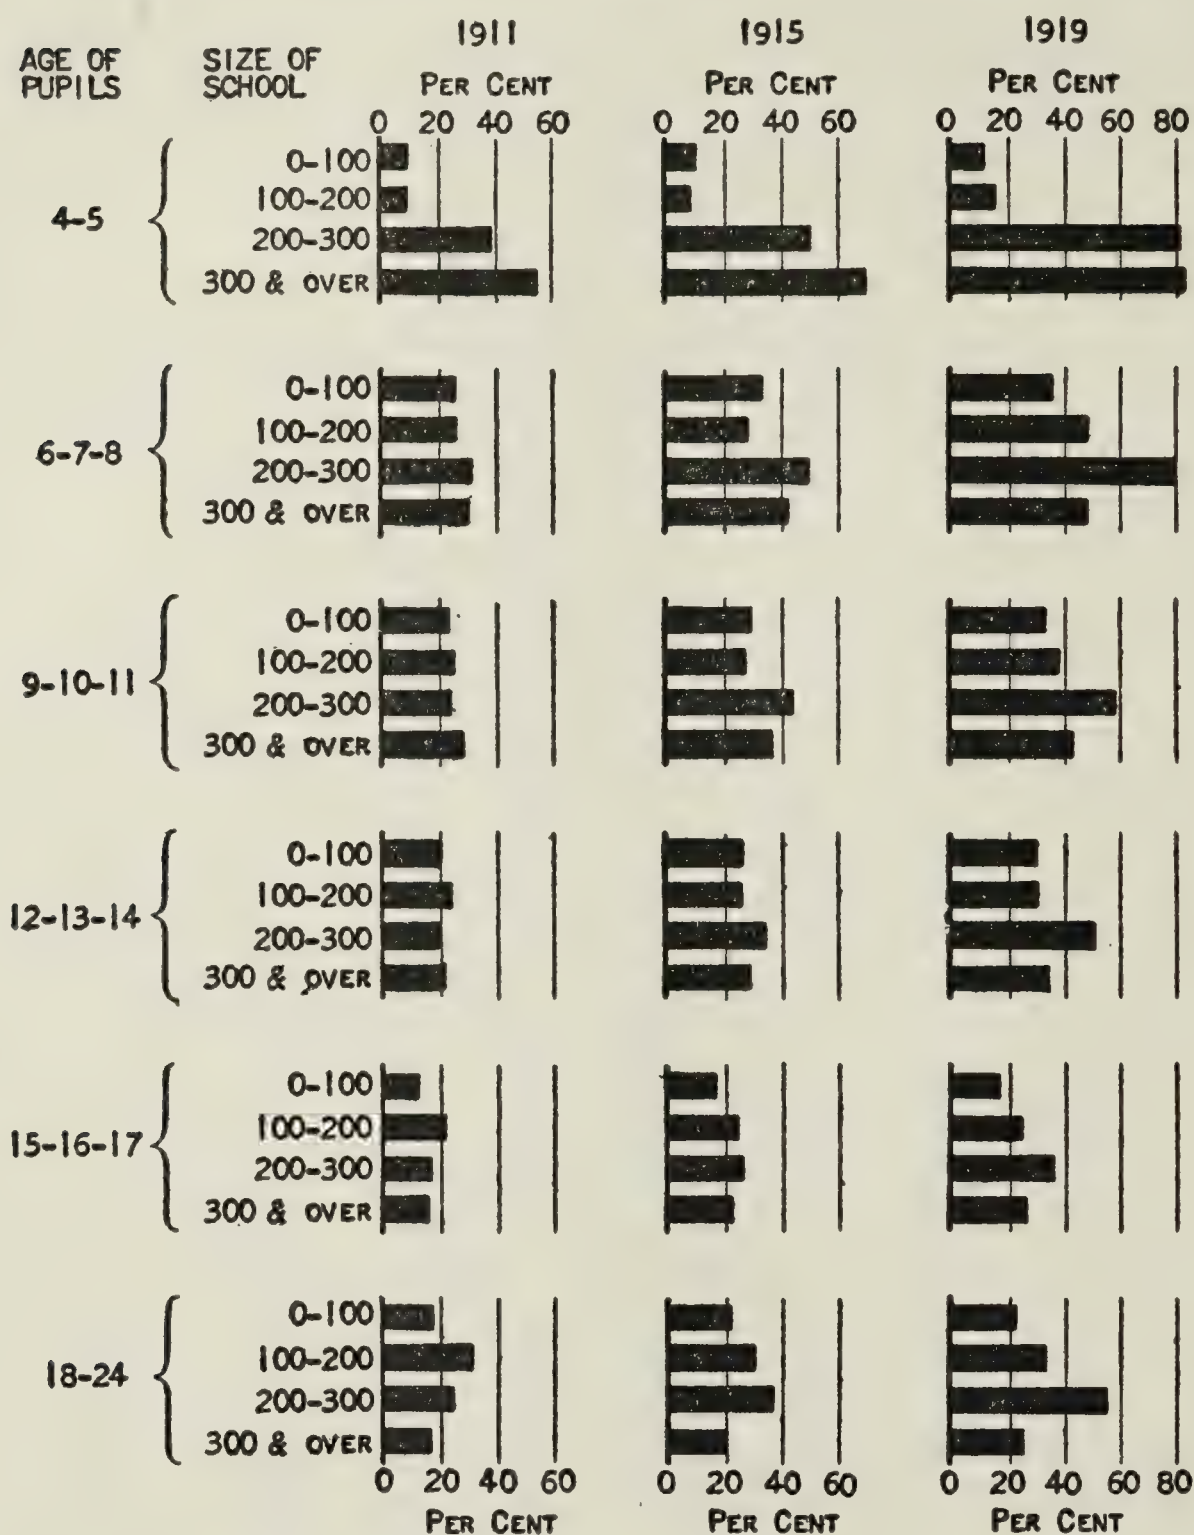 1911 1915 1919
AGE OF PUPILS SIZE OF SCHOOL PER CENT PER CENT PER CENT
0 20 40 60 0 20 40 60 0 20 40 60 80
4-5
0-100
100-200
200-300
300 & OVER
6-7-8
0-100
100-200
200-300
300 & OVER
9-10-11
0-100
100-200
200-300
300 & OVER
12-13-14
0-100
100-200
200-300
300 & OVER
15-16-17
0-100
100-200
200-300
300 & OVER
18-24
0-100
100-200
200-300
300 & OVER
0 20 40 60 0 20 40 60 0 20 40 60 80
PER CENT PER CENT PER CENT